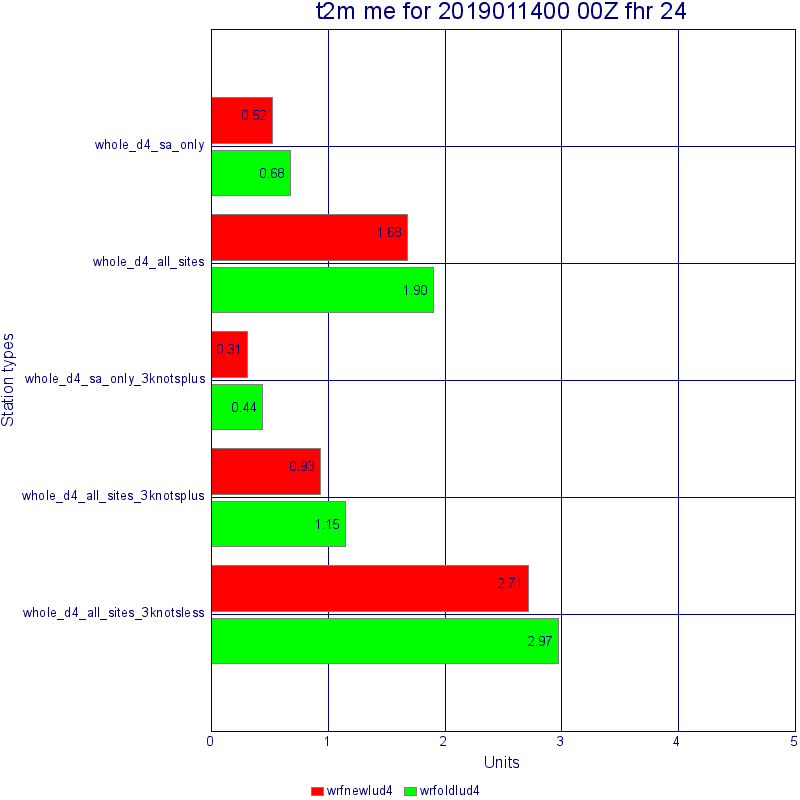 t2m me for 2019011400 00Z fhr 24
Station types
whole_d4_sa_only
0.52
0.68
whole_d4_all_sites
1.68
1.90
whole_d4_sa_only_3knotsplus
0.31
0.44
whole_d4_all_sites_3knotsplus
0.93
1.15
whole_d4_all_sites_3knotsless
2.71
2.97
0 1 2 3 4 5
Units
wrfnewlud4 wrfoldlud4